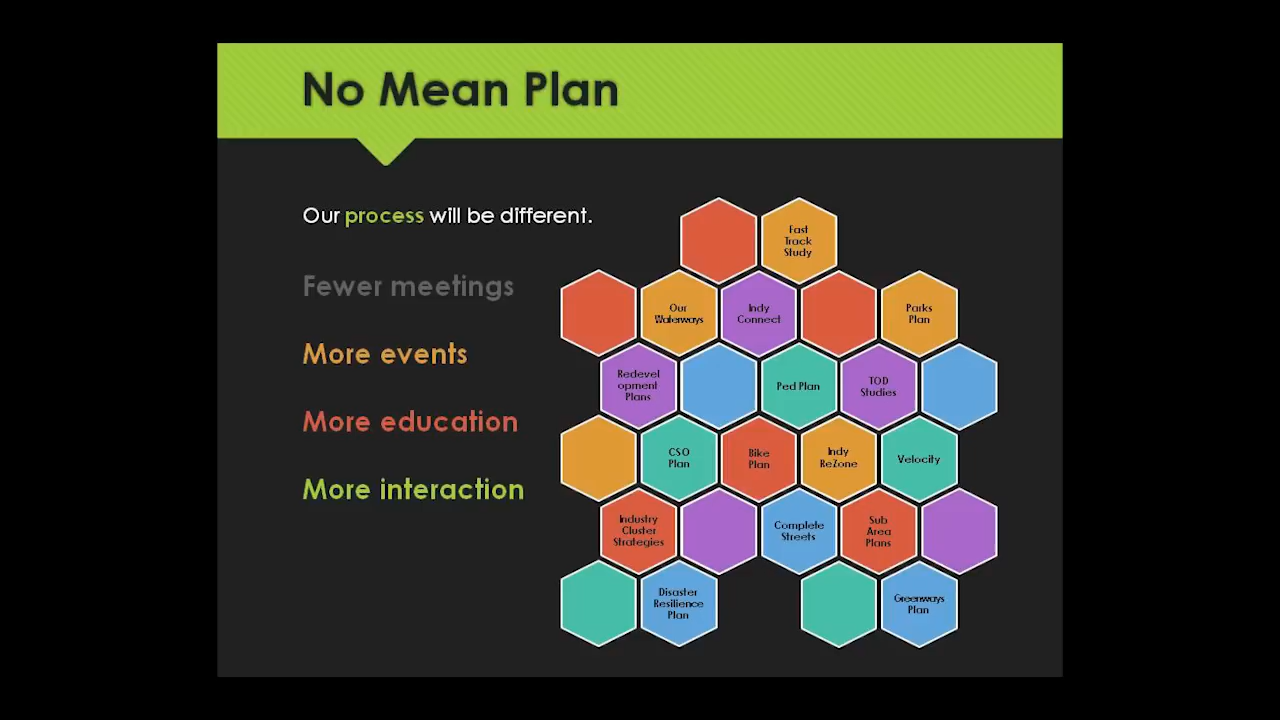 No Mean Plan
Our process will be different.
Fewer meetings
More events
More education
More interaction
Fast
Track
Study
Our
Waterways
Indy
Connect
Parks
Plan
Redevel
opment
Plans
Ped Plan
TOD
Studies
CSO
Plan
Bike
Plan
Indy
ReZone
Velocity
Industry
Cluster
Strategies
Complete
Streets
Sub
Area
Plans
Disaster
Resilience
Plan
Greenways
Plan